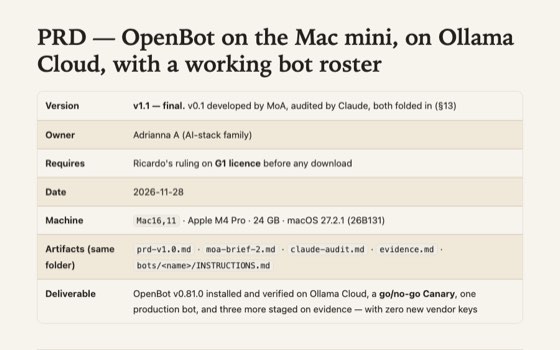 PRD — OpenBot on the Mac mini, on Ollama
Cloud, with a working bot roster
Version v1.1 — final. v0.1 developed by MoA, audited by Claude, both folded in (§13)
Owner Adrianna A (AI-stack family)
Requires Ricardo's ruling on G1 licence before any download
Date 2026-11-28
Machine Mac16,11 · Apple M4 Pro · 24 GB · macOS 27.2.1 (26B131)
Artifacts (same folder) prd-v1.0.md · moa-brief-2.md · claude-audit.md · evidence.md ·
bots/<name>/INSTRUCTIONS.md
Deliverable OpenBot v0.81.0 installed and verified on Ollama Cloud, a go/no-go Canary, one
production bot, and three more staged on evidence — with zero new vendor keys